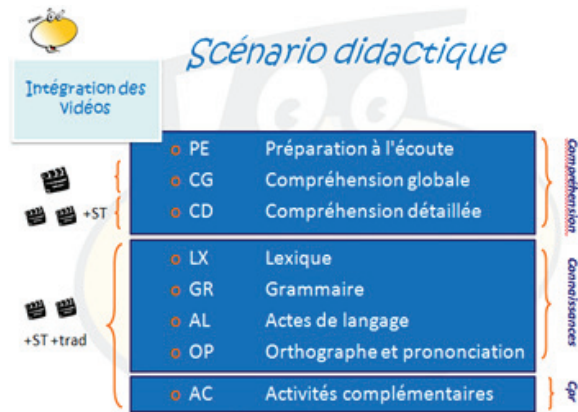 Scénario didactique
Intégration des
vidéos
o PE Préparation à l'écoute
o CG Compréhension globale
o CD Compréhension détaillée
+ST
Compréhension
o LX Lexique
o GR Grammaire
o AL Actes de langage
o OP Orthographe et prononciation
+ST +trad
Connaissances
o AC Activités complémentaires
Cpr